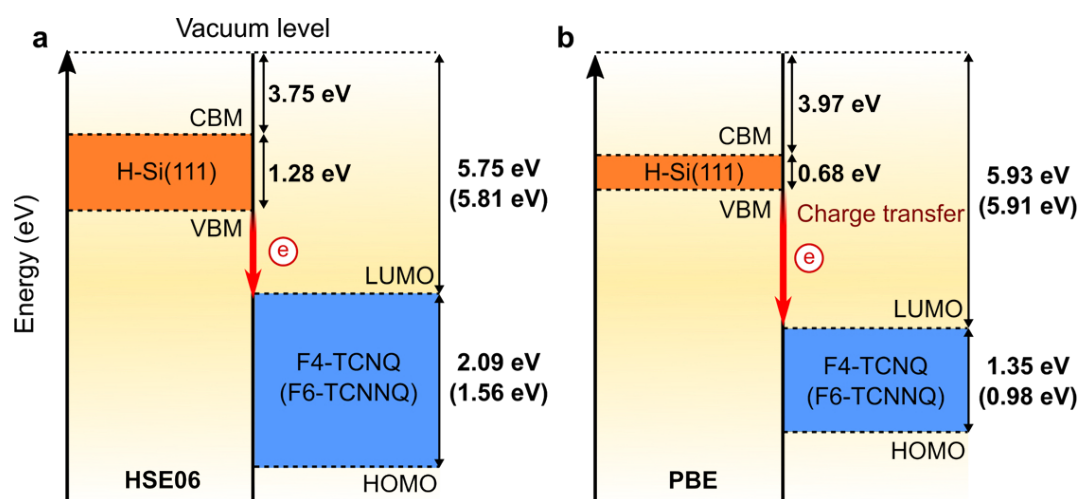 a
Vacuum level
3.75 eV
CBM
H-Si(111)
1.28 eV
VBM
5.75 eV
(5.81 eV)
e
LUMO
F4-TCNQ
(F6-TCNNQ)
2.09 eV
(1.56 eV)
HOMO
HSE06
Energy (eV)
b
3.97 eV
CBM
H-Si(111)
0.68 eV
VBM
Charge transfer
5.93 eV
(5.91 eV)
e
LUMO
F4-TCNQ
(F6-TCNNQ)
1.35 eV
(0.98 eV)
HOMO
PBE